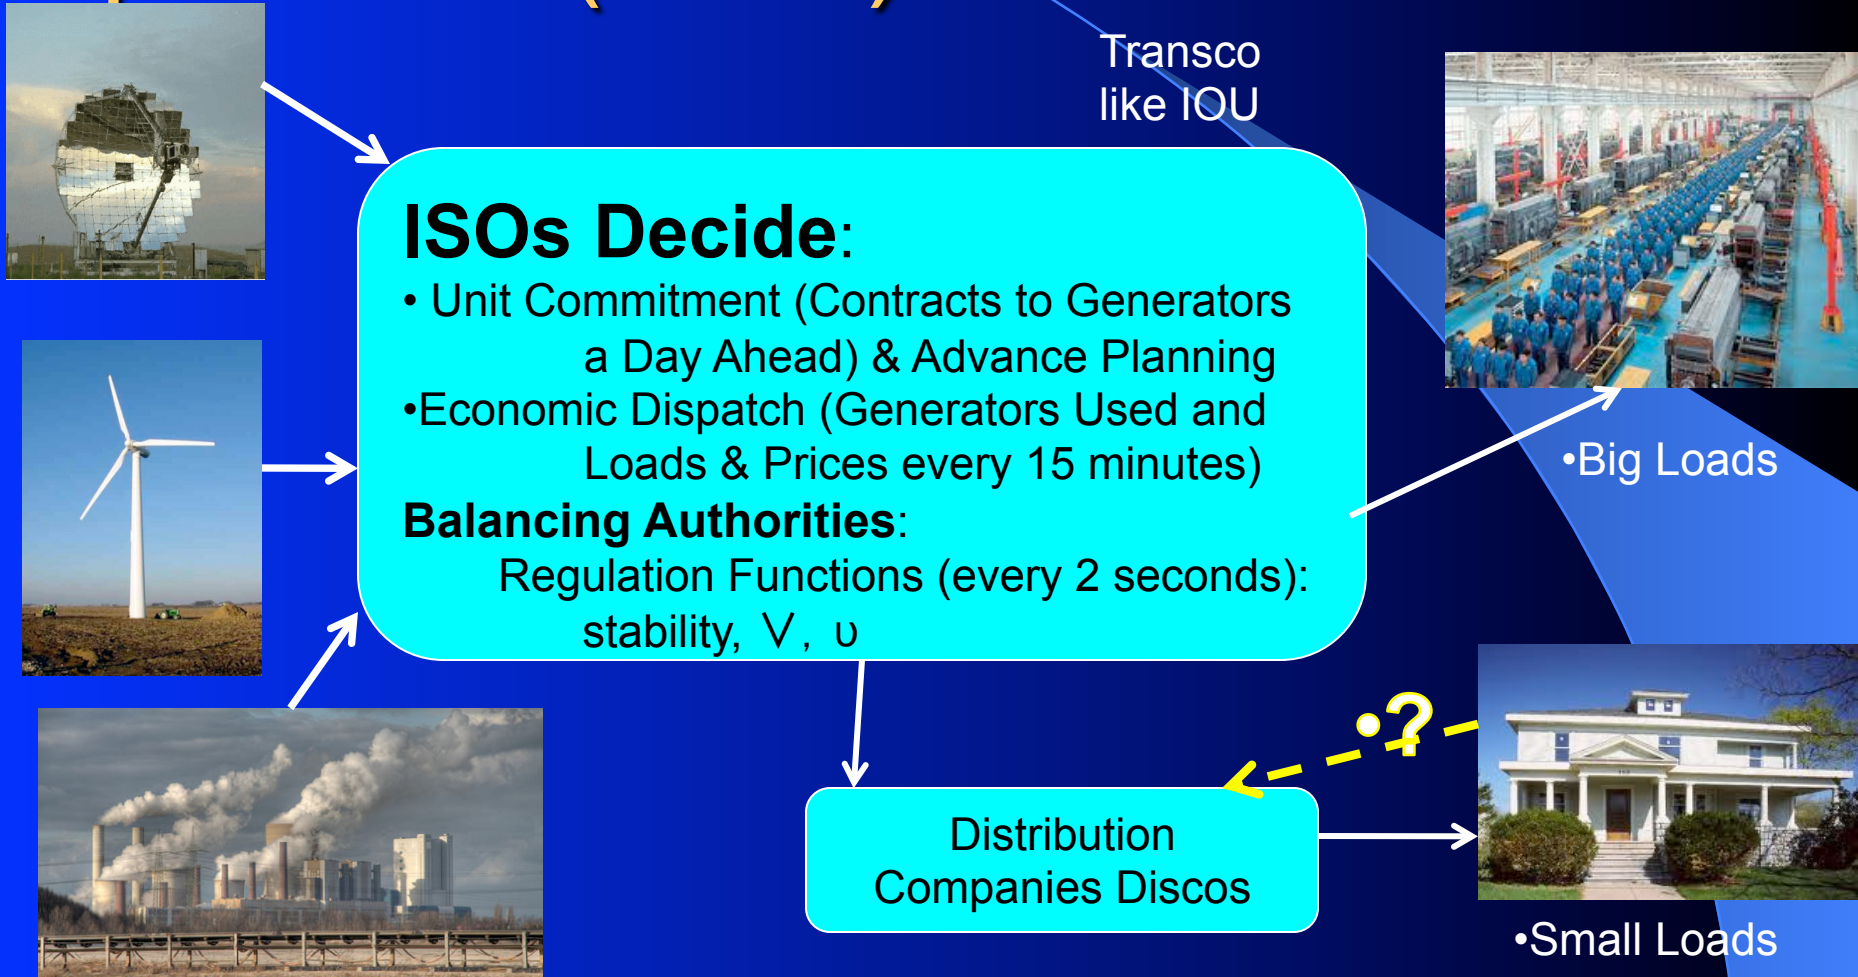 Transco
like IOU
ISOs Decide:
• Unit Commitment (Contracts to Generators
a Day Ahead) & Advance Planning
•Economic Dispatch (Generators Used and
Loads & Prices every 15 minutes)
Balancing Authorities:
Regulation Functions (every 2 seconds):
stability, V, υ
•Big Loads
•?
Distribution
Companies Discos
•Small Loads